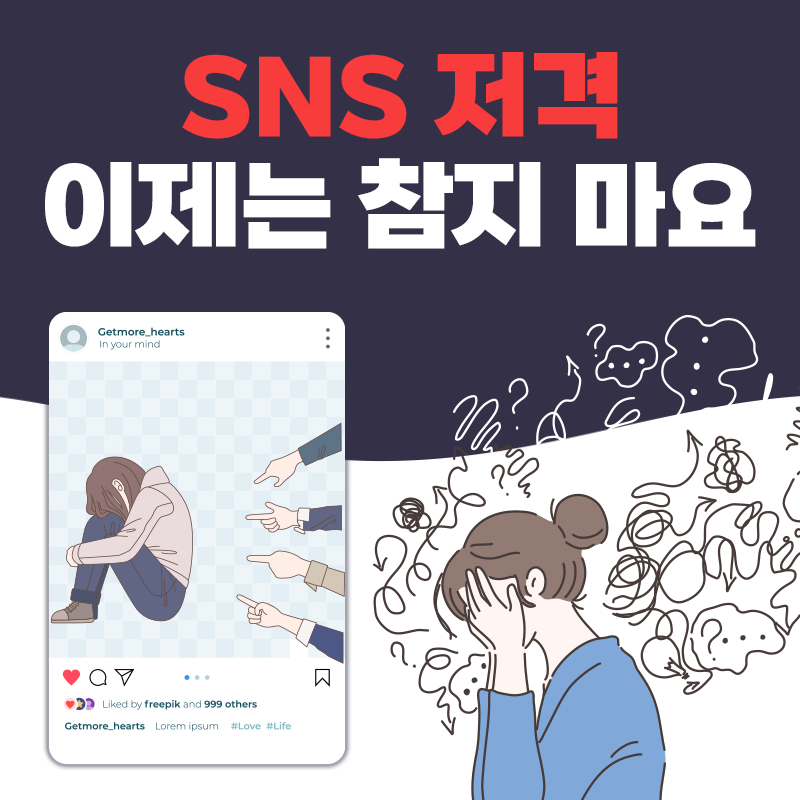 SNS 저격
이제는 참지 마요
Getmore_hearts
In your mind
Liked by freepik and 999 others
Getmore_hearts Lorem ipsum #Love #Life